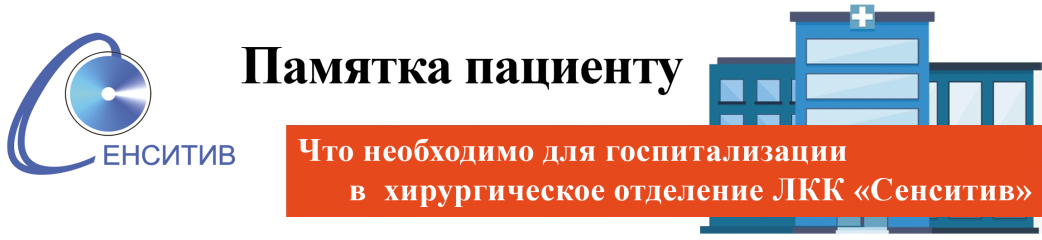 СЕНСИТИВ
Памятка пациенту
Что необходимо для госпитализации
в хирургическое отделение ЛКК «Сенситив»